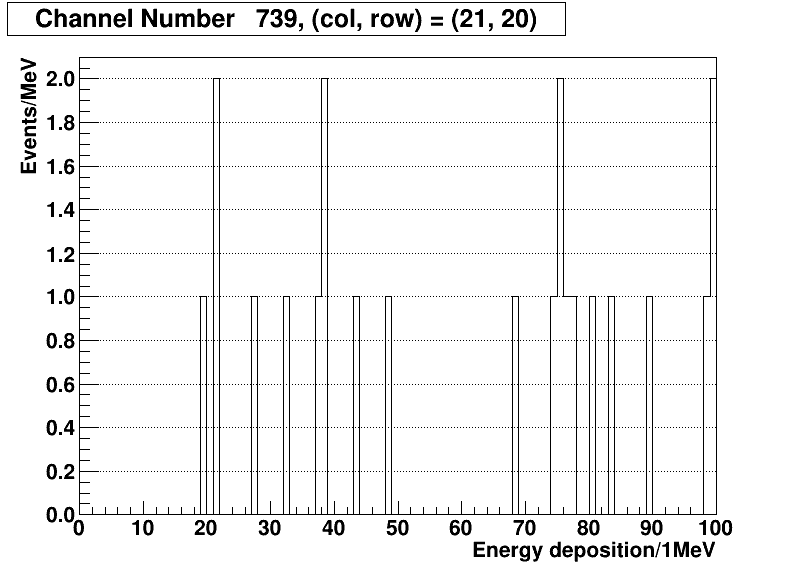 Channel Number 739, (col, row) = (21, 20)
Events/MeV
2.0
1.8
1.6
1.4
1.2
1.0
0.8
0.6
0.4
0.2
0.0
0 10 20 30 40 50 60 70 80 90 100
Energy deposition/1MeV